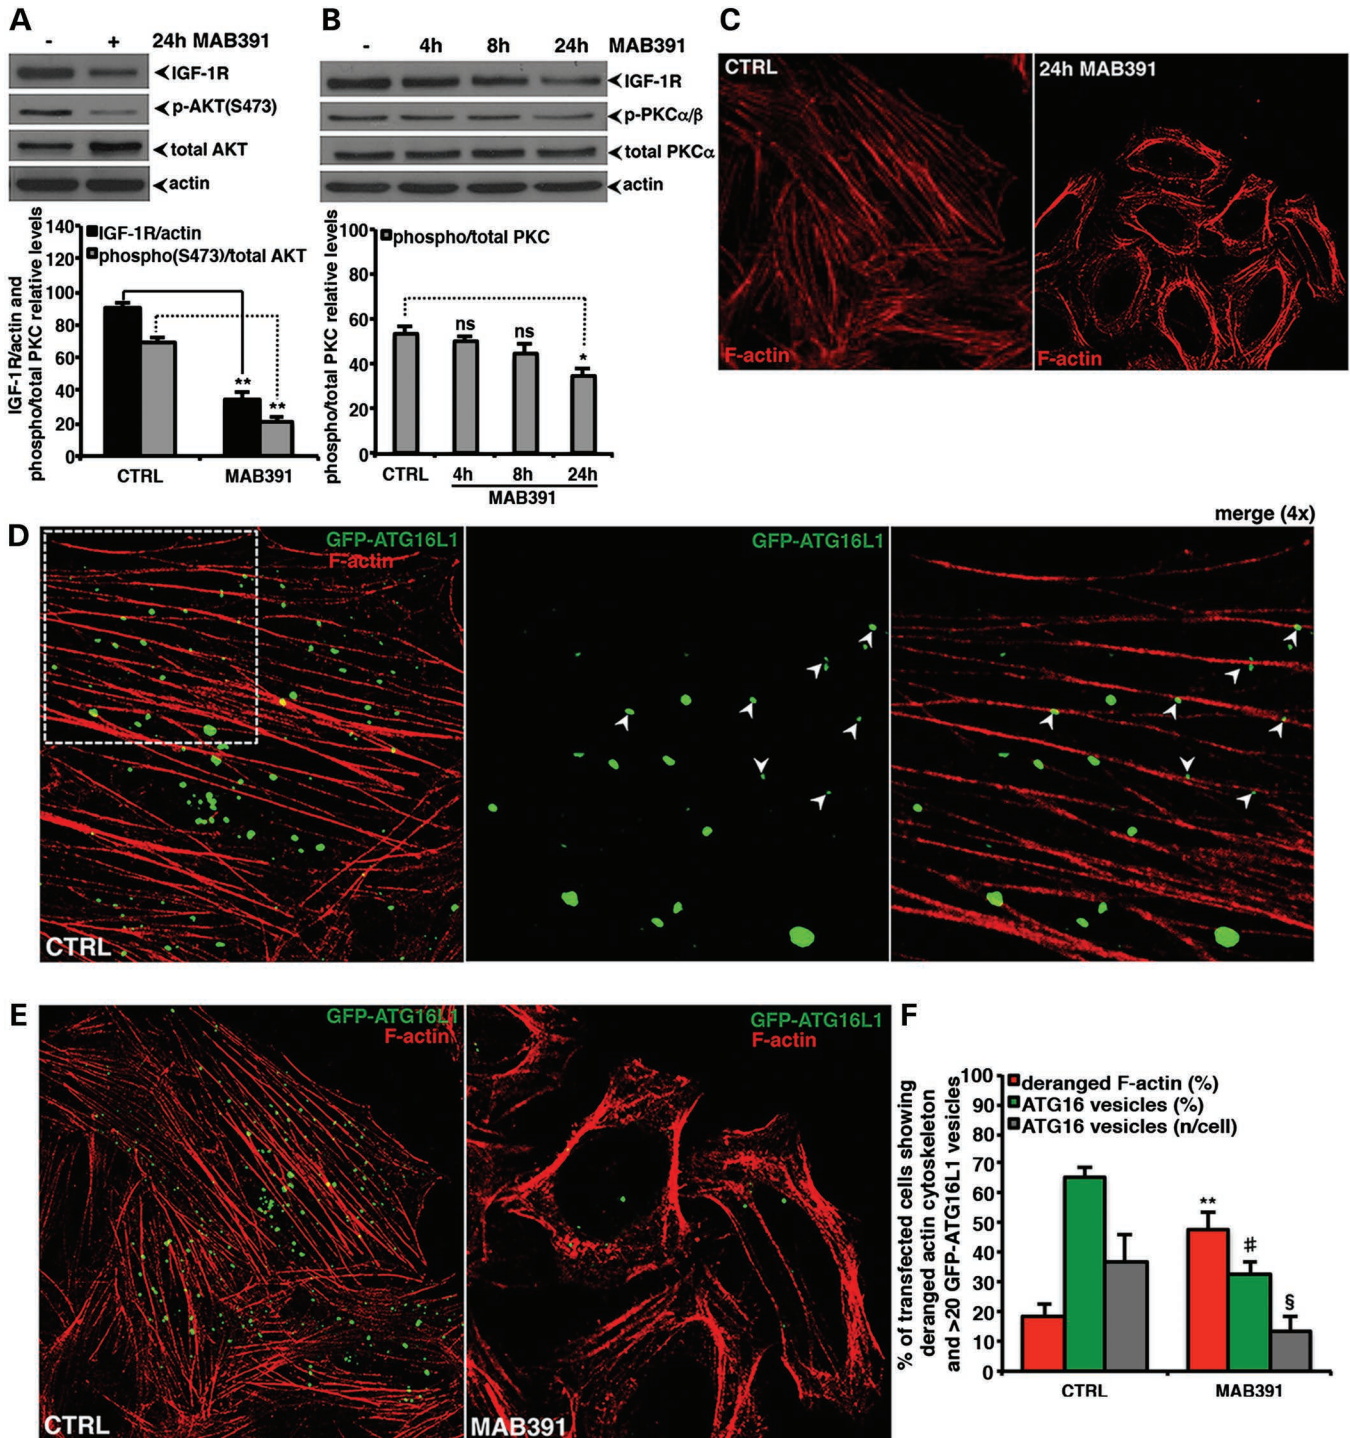 A
- + 24h MAB391
IGF-1R
p-AKT(S473)
total AKT
actin
IGF-1R/actin and
phospho/total PKC relative levels
140
120
100
80
60
40
20
0
IGF-1R/actin
phospho(S473)/total AKT
**
**
CTRL MAB391
B
- 4h 8h 24h MAB391
IGF-1R
p-PKCα/β
total PKCα
actin
phospho/total PKC relative levels
100
80
60
40
20
0
phospho/total PKC
ns
ns
*
CTRL 4h 8h 24h
MAB391
C
CTRL
F-actin
24h MAB391
F-actin
D
merge (4x)
GFP-ATG16L1
F-actin
CTRL
GFP-ATG16L1
E
GFP-ATG16L1
F-actin
CTRL
GFP-ATG16L1
F-actin
MAB391
F
% of transfected cells showing
deranged actin cytoskeleton
and >20 GFP-ATG16L1 vesicles
100
90
80
70
60
50
40
30
20
10
0
deranged F-actin (%)
ATG16 vesicles (%)
ATG16 vesicles (n/cell)
**
#
§
CTRL MAB391